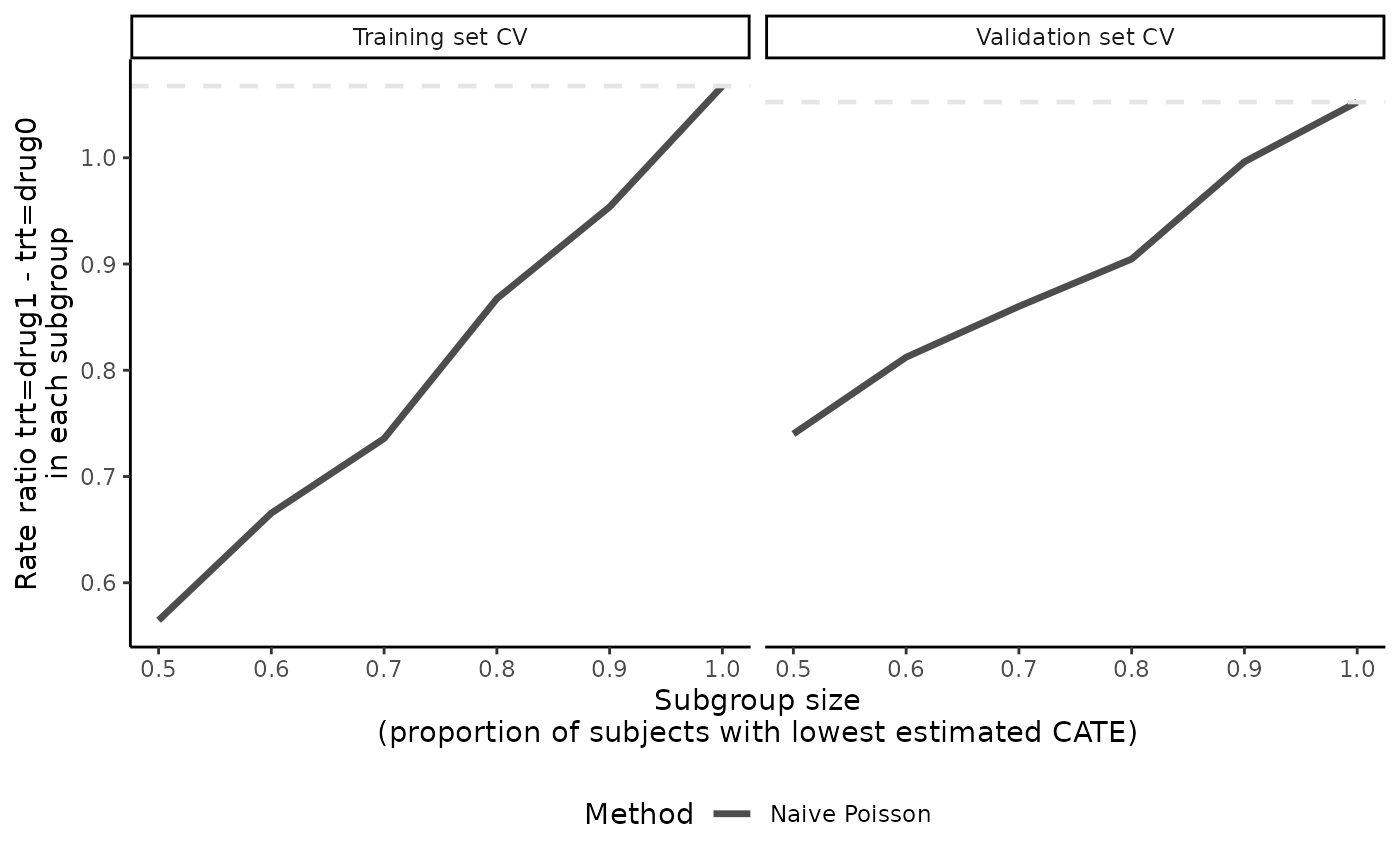 Training set CV
Validation set CV
Rate ratio trt=drug1 - trt=drug0
in each subgroup
1.0
0.9
0.8
0.7
0.6
0.5 0.6 0.7 0.8 0.9 1.0
0.5 0.6 0.7 0.8 0.9 1.0
Subgroup size
(proportion of subjects with lowest estimated CATE)
Method Naive Poisson